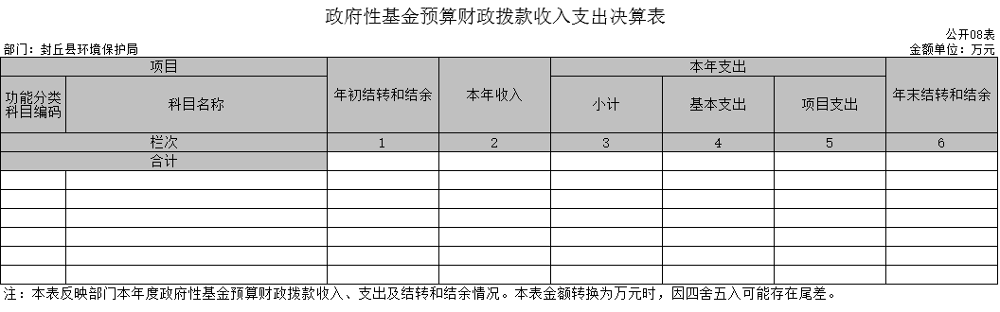 政府性基金预算财政拨款收入支出决算表
公开08表
部门：封丘县环境保护局 金额单位：万元
项目 年初结转和结余 本年收入 本年支出 年末结转和结余
功能分类
科目编码 科目名称 小计 基本支出 项目支出
栏次 1 2 3 4 5 6
合计
注：本表反映部门本年度政府性基金预算财政拨款收入、支出及结转和结余情况。本表金额转换为万元时，因四舍五入可能存在尾差。